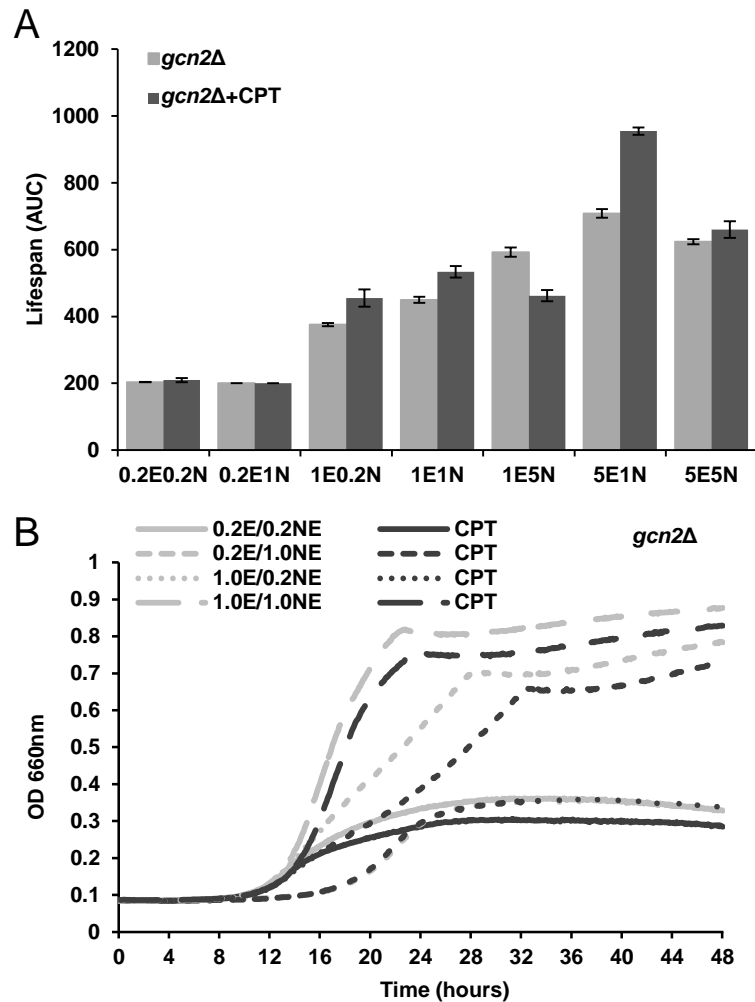 A
1200
1000
800
600
400
200
0
Lifespan (AUC)
gcn2Δ
gcn2Δ+CPT
0.2E0.2N 0.2E1N 1E0.2N 1E1N 1E5N 5E1N 5E5N
B
0.2E/0.2NE CPT
0.2E/1.0NE CPT
1.0E/0.2NE CPT
1.0E/1.0NE CPT
gcn2Δ
1
0.9
0.8
0.7
0.6
0.5
0.4
0.3
0.2
0.1
0
OD 660nm
0 4 8 12 16 20 24 28 32 36 40 44 48
Time (hours)